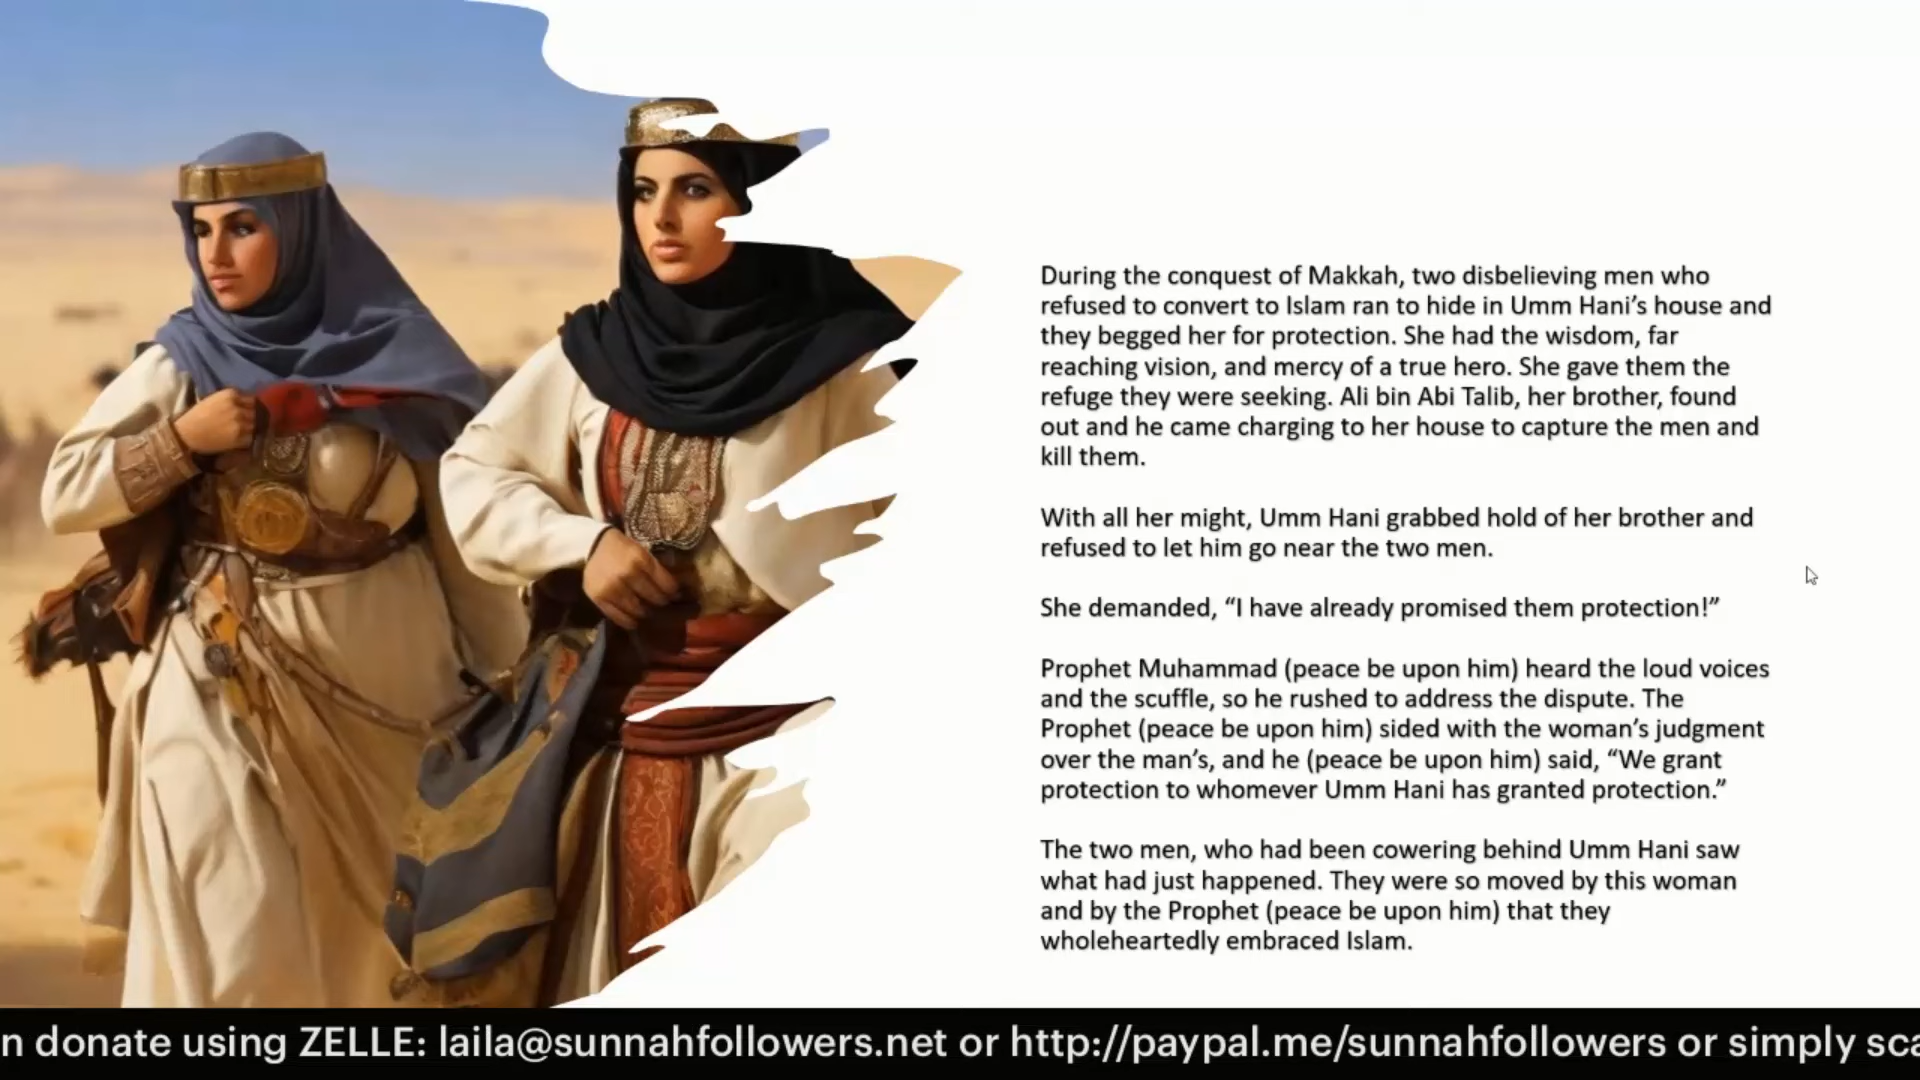 During the conquest of Makkah, two disbelieving men who
refused to convert to Islam ran to hide in Umm Hani’s house and
they begged her for protection. She had the wisdom, far
reaching vision, and mercy of a true hero. She gave them the
refuge they were seeking. Ali bin Abi Talib, her brother, found
out and he came charging to her house to capture the men and
kill them.
With all her might, Umm Hani grabbed hold of her brother and
refused to let him go near the two men.
She demanded, “I have already promised them protection!”
Prophet Muhammad (peace be upon him) heard the loud voices
and the scuffle, so he rushed to address the dispute. The
Prophet (peace be upon him) sided with the woman’s judgment
over the man’s, and he (peace be upon him) said, “We grant
protection to whomever Umm Hani has granted protection.”
The two men, who had been cowering behind Umm Hani saw
what had just happened. They were so moved by this woman
and by the Prophet (peace be upon him) that they
wholeheartedly embraced Islam.
n donate using ZELLE: laila@sunnahfollowers.net or http://paypal.me/sunnahfollowers or simply sca